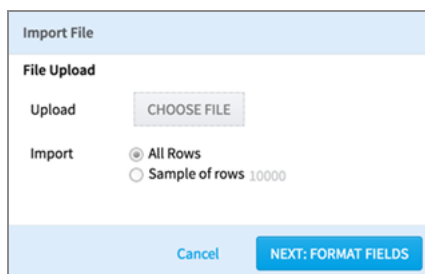 Import File
File Upload
Upload CHOOSE FILE
Import All Rows
Sample of rows 10000
Cancel NEXT: FORMAT FIELDS